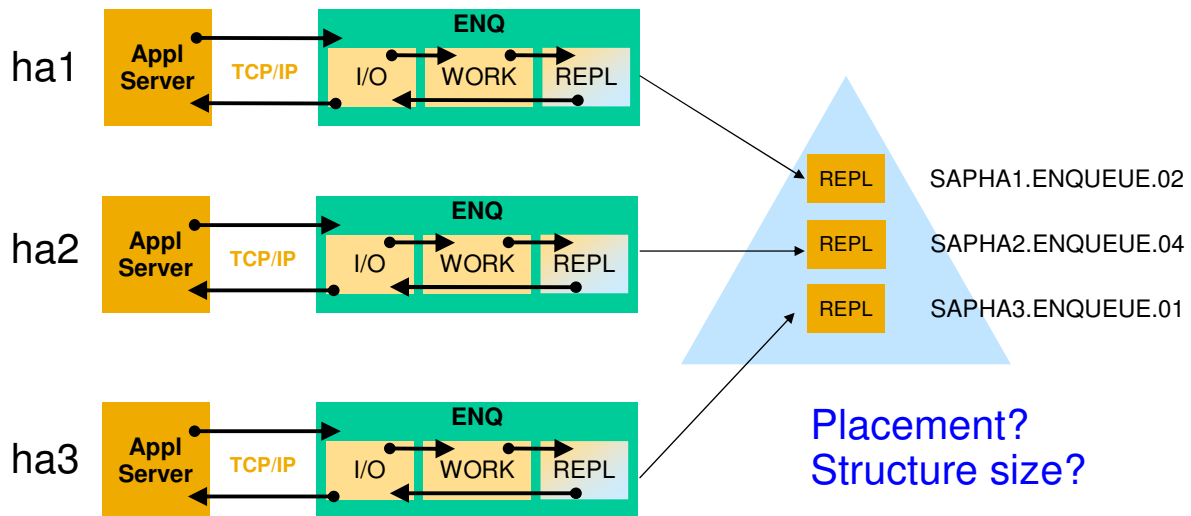 ENQ
ha1
Appl
Server
TCP/IP
I/O
WORK
REPL
REPL
SAPHA1.ENQUEUE.02
ENQ
ha2
Appl
Server
TCP/IP
I/O
WORK
REPL
REPL
SAPHA2.ENQUEUE.04
REPL
SAPHA3.ENQUEUE.01
ENQ
ha3
Appl
Server
TCP/IP
I/O
WORK
REPL
Placement?
Structure size?